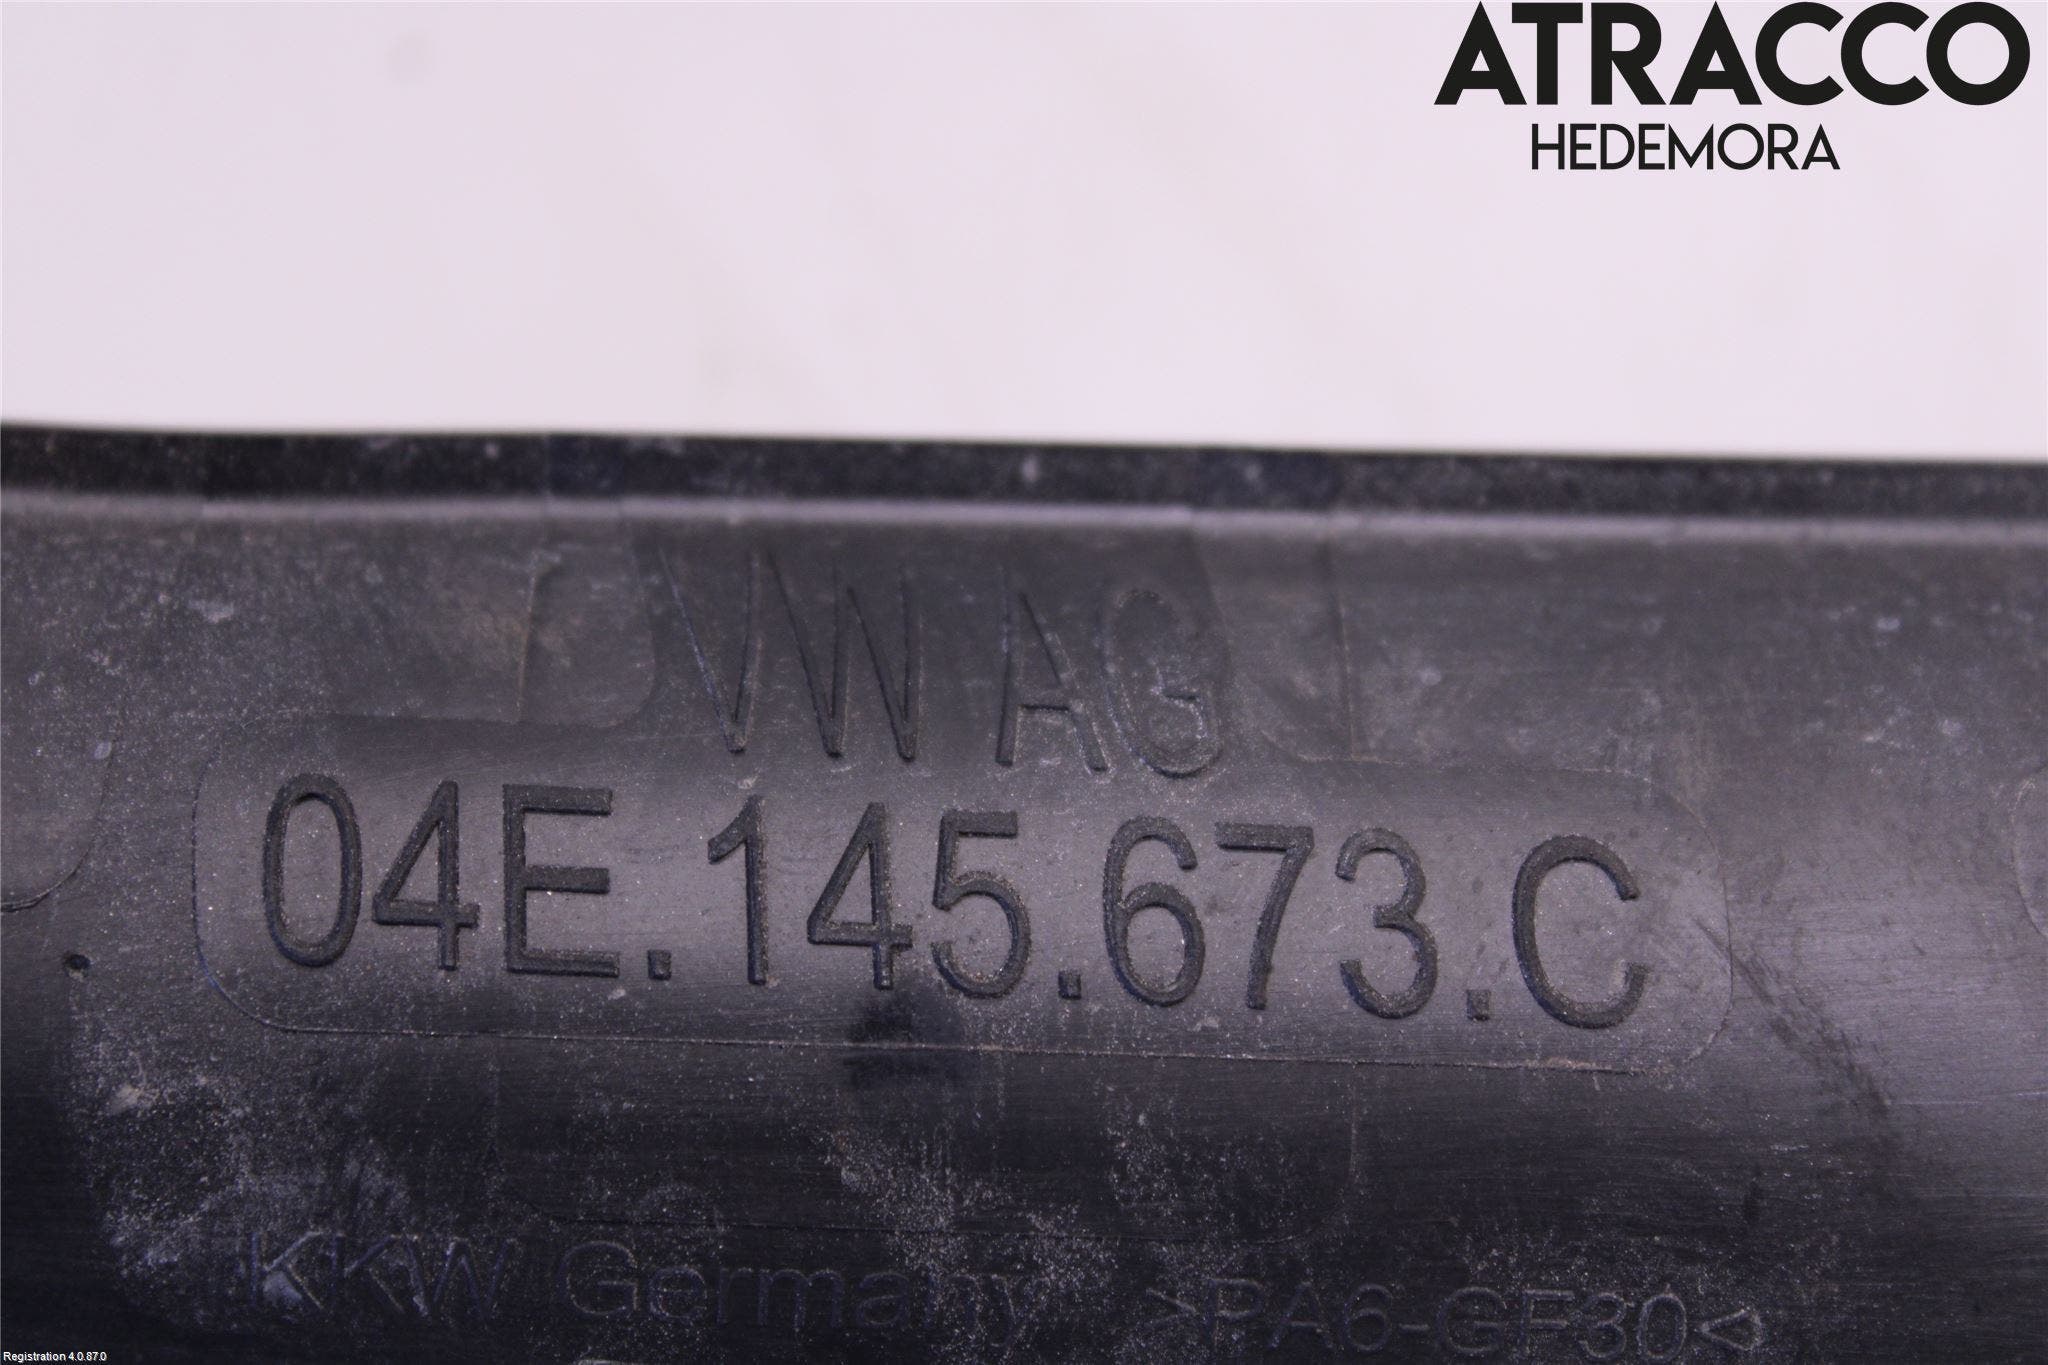 ATRACCO
HEDEMORA
VW AG
04E.145.673.C
KKW Germany >PA6-GF30<
Registration 4.0.87.0